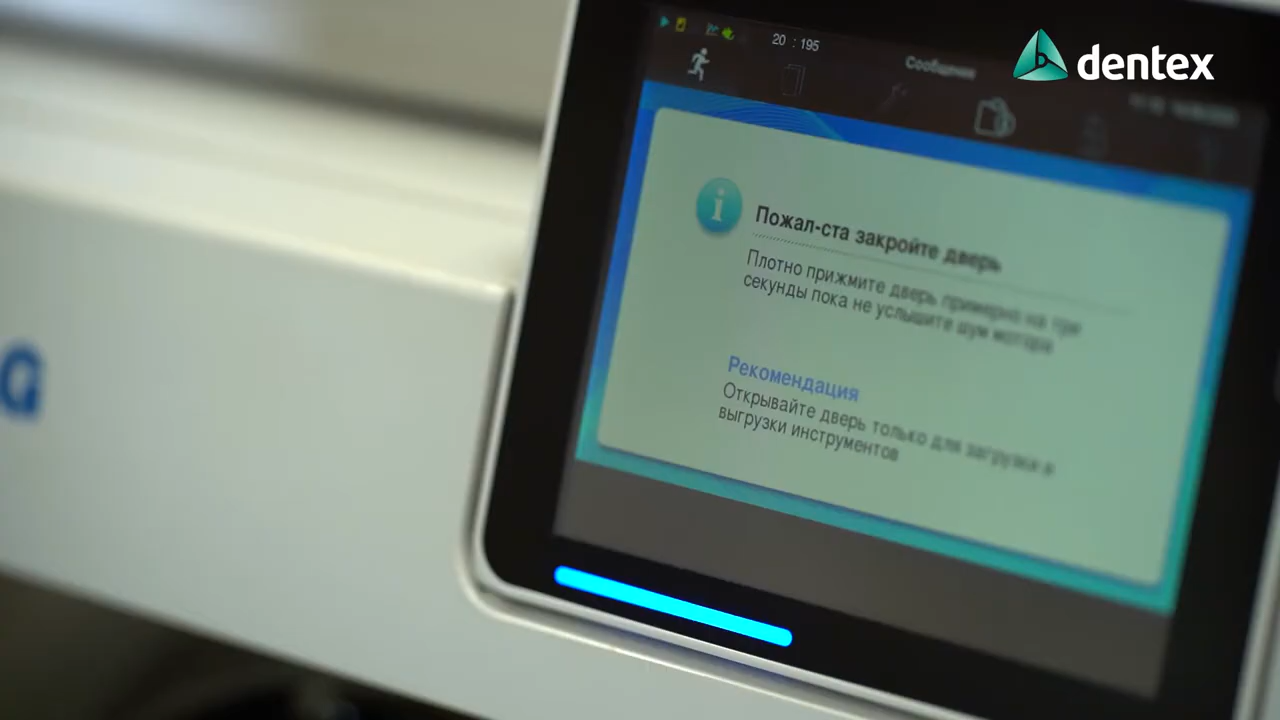 dentex
20 : 195
Сообщение
Пожал-ста закройте дверь
Плотно прижмите дверь примерно на три
секунды пока не услышите шум мотора
Рекомендация
Открывайте дверь только для загрузки и
выгрузки инструментов
G